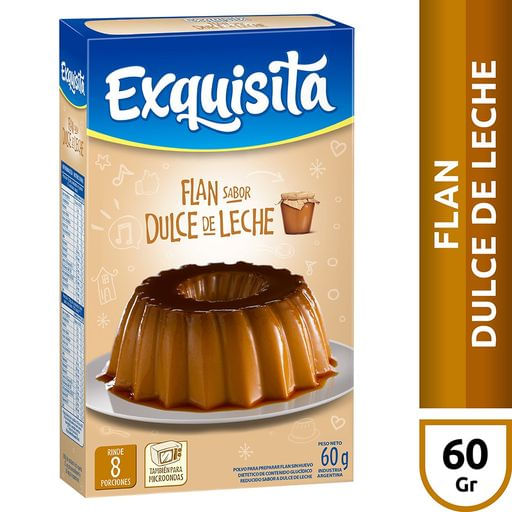 Exquisita
FLAN SABOR
DULCE DE LECHE
RINDE
8
PORCIONES
TAMBIÉN PARA
MICROONDAS
POLVO PARA PREPARAR FLAN SIN HUEVO
DIETETICO DE CONTENIDO GLUCÍDICO
REDUCIDO SABOR A DULCE DE LECHE
PESO NETO
60 g
INDUSTRIA
ARGENTINA
FLAN
DULCE DE LECHE
60
Gr